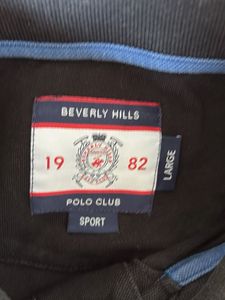 BEVERLY HILLS
19 82
LARGE
POLO CLUB
SPORT